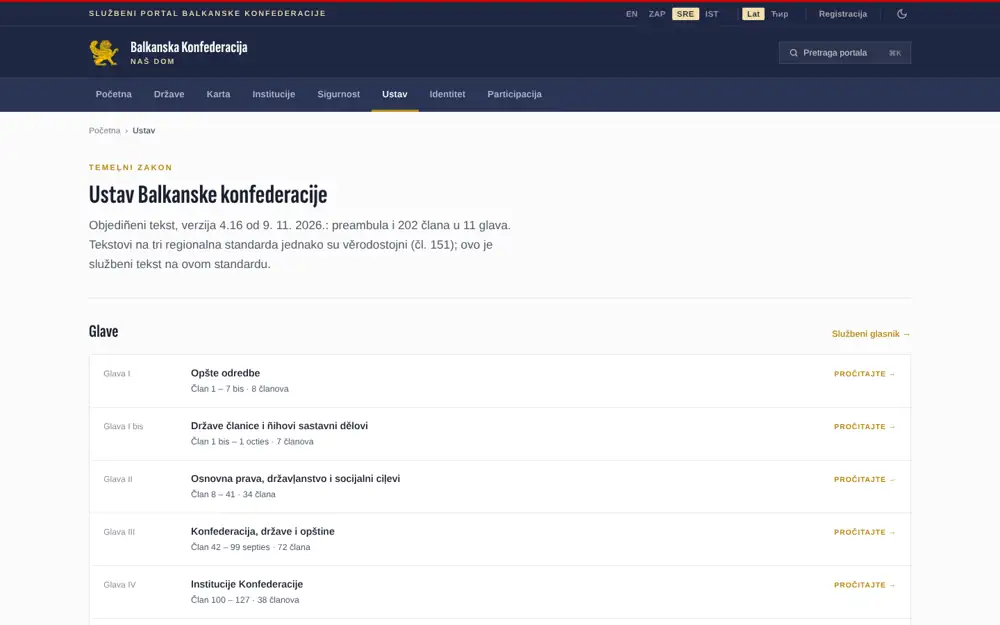 SLUŽBENI PORTAL BALKANSKE KONFEDERACIJE
EN ZAP SRE IST Lat Ћир Registracija
Balkanska Konfederacija
NAŠ DOM
Pretraga portala ⌘K
Početna Države Karta Institucije Sigurnost Ustav Identitet Participacija
Početna › Ustav
TEMEĻNI ZAKON
Ustav Balkanske konfederacije
Objediñeni tekst, verzija 4.16 od 9. 11. 2026.: preambula i 202 člana u 11 glava.
Tekstovi na tri regionalna standarda jednako su věrodostojni (čl. 151); ovo je
službeni tekst na ovom standardu.
Glave
Službeni glasnik →
Glava I
Opšte odredbe
Član 1 – 7 bis · 8 članova
PROČITAJTE →
Glava I bis
Države članice i ñihovi sastavni dělovi
Član 1 bis – 1 octies · 7 članova
PROČITAJTE →
Glava II
Osnovna prava, državļanstvo i socijalni ciļevi
Član 8 – 41 · 34 člana
PROČITAJTE →
Glava III
Konfederacija, države i opštine
Član 42 – 99 septies · 72 člana
PROČITAJTE →
Glava IV
Institucije Konfederacije
Član 100 – 127 · 38 članova
PROČITAJTE →